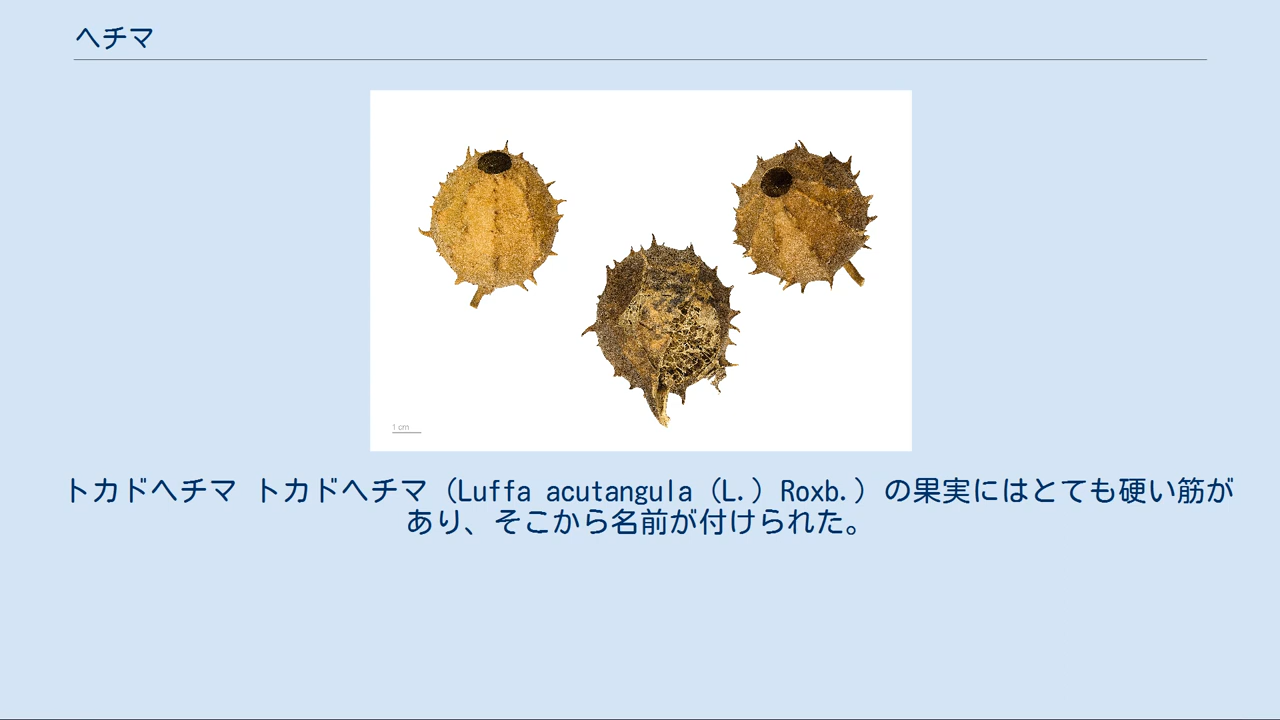 ヘチマ
1 cm
トカドヘチマ トカドヘチマ (Luffa acutangula (L.) Roxb.) の果実にはとても硬い筋が
あり、そこから名前が付けられた。